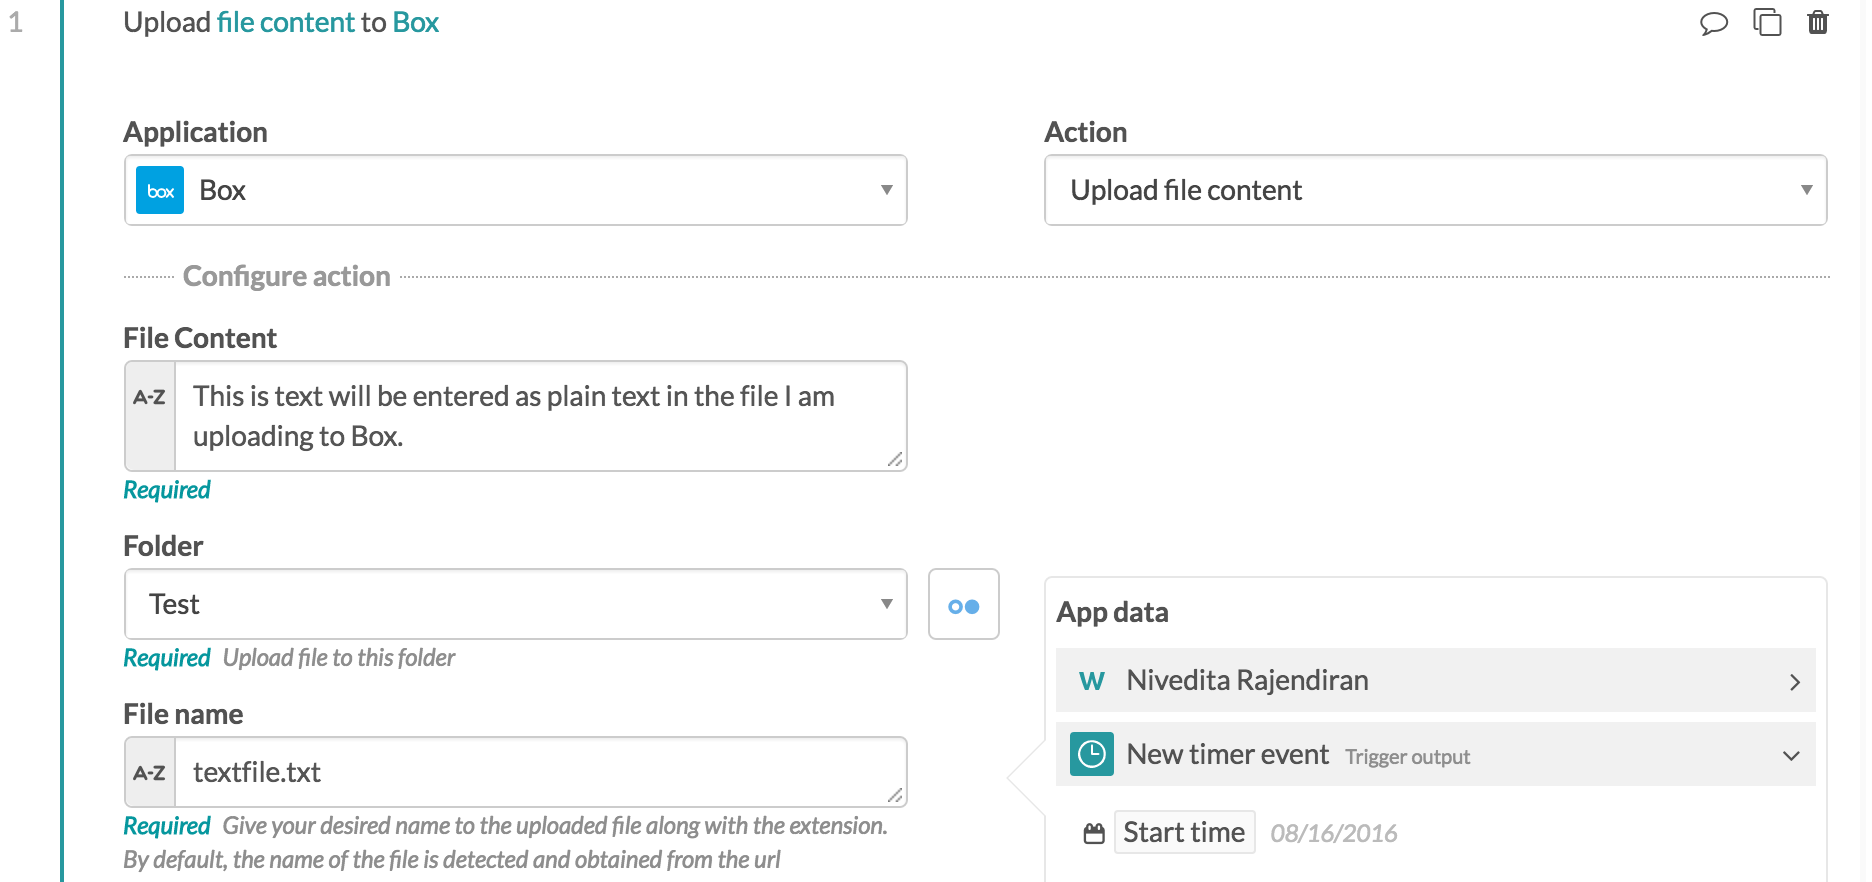 1
Upload file content to Box
Application
Action
box Box
Upload file content
Configure action
File Content
A-Z
This is text will be entered as plain text in the file I am
uploading to Box.
Required
Folder
Test
Required Upload file to this folder
App data
W Nivedita Rajendiran
File name
New timer event Trigger output
A-Z textfile.txt
Required Give your desired name to the uploaded file along with the extension.
Start time 08/16/2016
By default, the name of the file is detected and obtained from the url